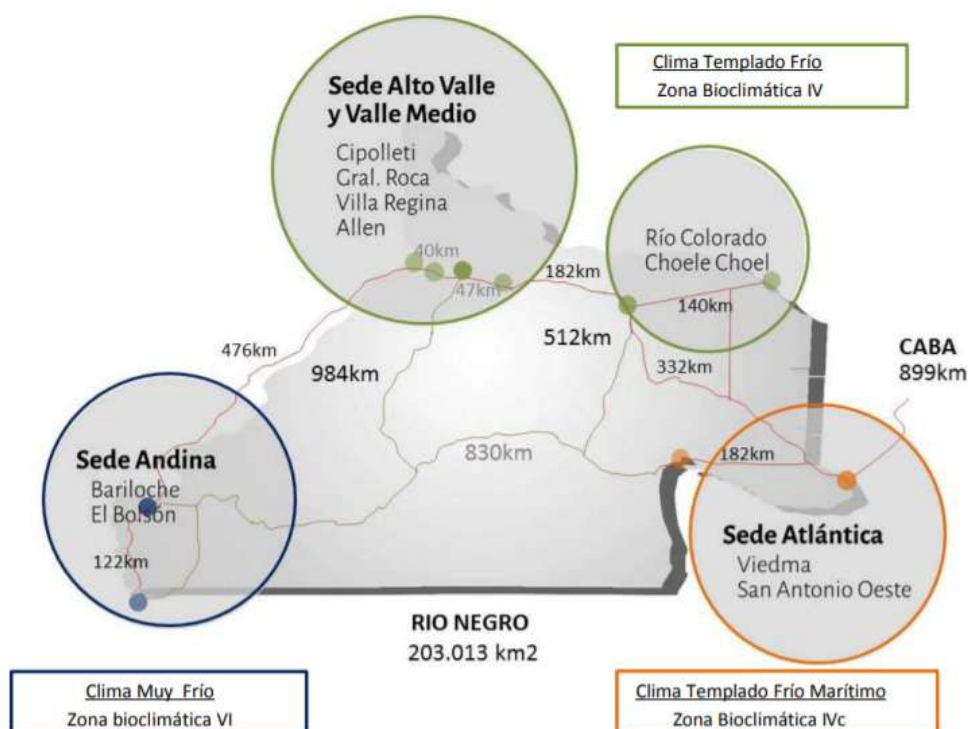 Clima Templado Frío
Zona Bioclimática IV
Sede Alto Valle
y Valle Medio
Cipolleti
Gral. Roca
Villa Regina
Allen
Río Colorado
Choele Choel
40km
47km
182km
140km
476km
984km
512km
332km
CABA
899km
830km
182km
Sede Andina
Bariloche
El Bolsón
122km
Sede Atlántica
Viedma
San Antonio Oeste
RIO NEGRO
203.013 km2
Clima Muy Frío
Zona bioclimática VI
Clima Templado Frío Marítimo
Zona Bioclimática IVc